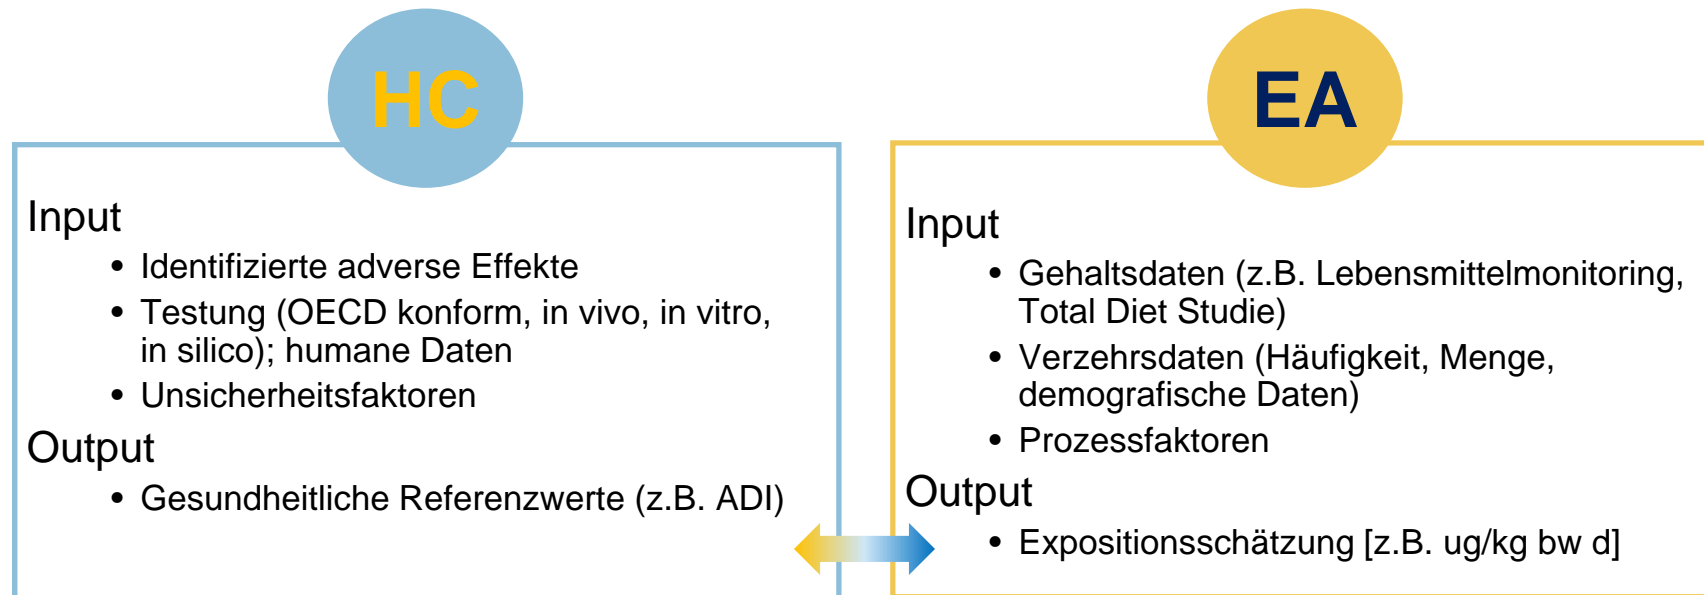 HC
Input
• Identifizierte adverse Effekte
• Testung (OECD konform, in vivo, in vitro,
in silico); humane Daten
• Unsicherheitsfaktoren
Output
• Gesundheitliche Referenzwerte (z.B. ADI)
EA
Input
• Gehaltsdaten (z.B. Lebensmittelmonitoring,
Total Diet Studie)
• Verzehrsdaten (Häufigkeit, Menge,
demografische Daten)
• Prozessfaktoren
Output
• Expositionsschätzung [z.B. ug/kg bw d]